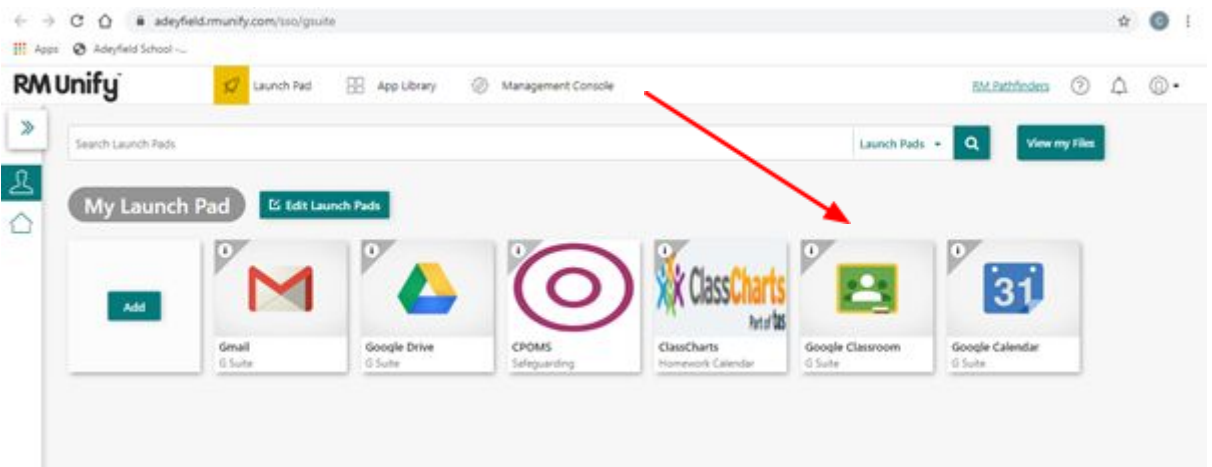 adeyfield.rmunify.com/sso/gsuite
Apps Adeyfield School -...
RM Unify Launch Pad App Library Management Console RM Pathfinders
Search Launch Pads Launch Pads View my Files
My Launch Pad Edit Launch Pads
Add
ClassCharts
Part of tes
31
Gmail
G Suite
Google Drive
G Suite
CPOMS
Safeguarding
ClassCharts
Homework Calendar
Google Classroom
G Suite
Google Calendar
G Suite